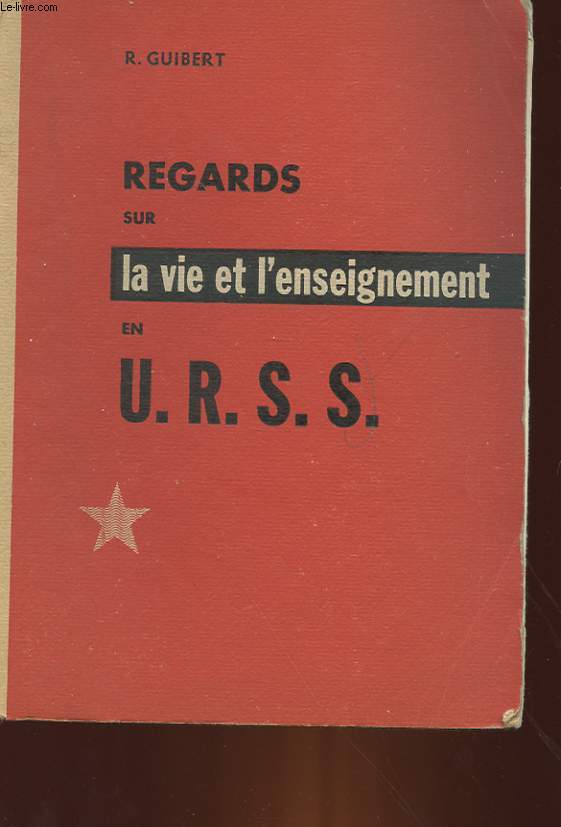 Le-livre.com
R. GUIBERT
REGARDS
SUR
la vie et l'enseignement
EN
U. R. S. S.